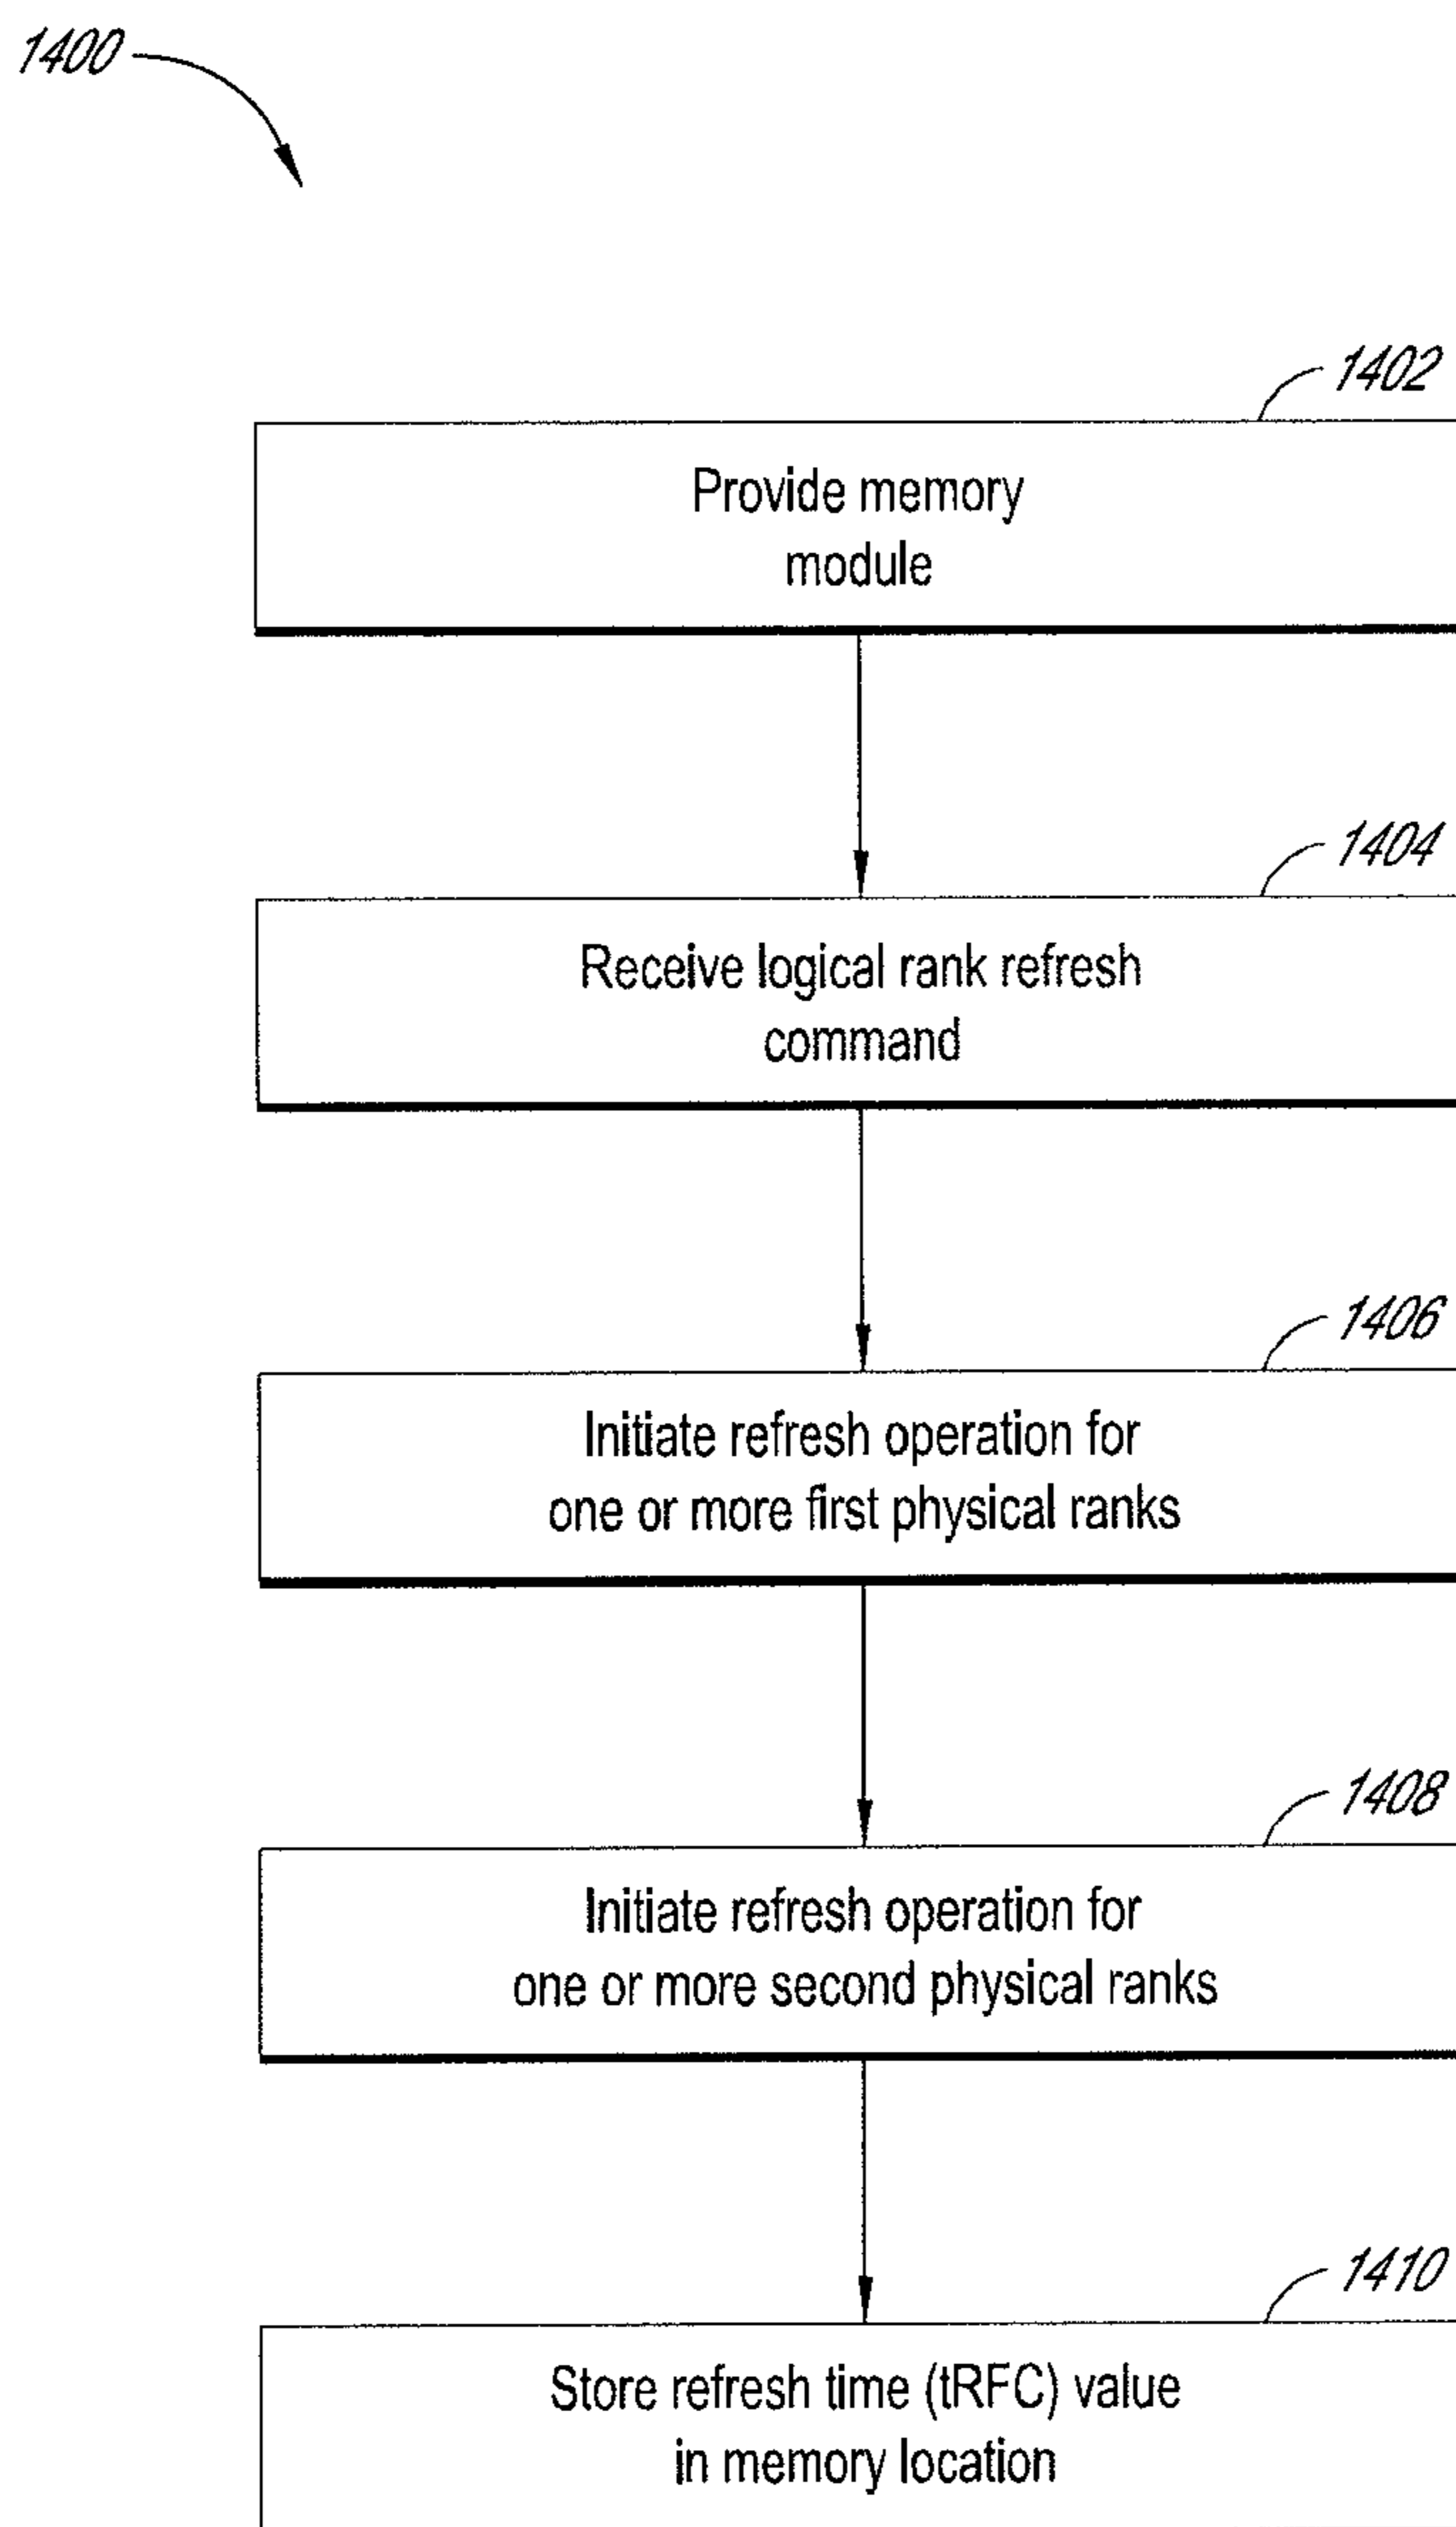 1400
1402
Provide memory
module
1404
Receive logical rank refresh
command
1406
Initiate refresh operation for
one or more first physical ranks
1408
Initiate refresh operation for
one or more second physical ranks
1410
Store refresh time (tRFC) value
in memory location